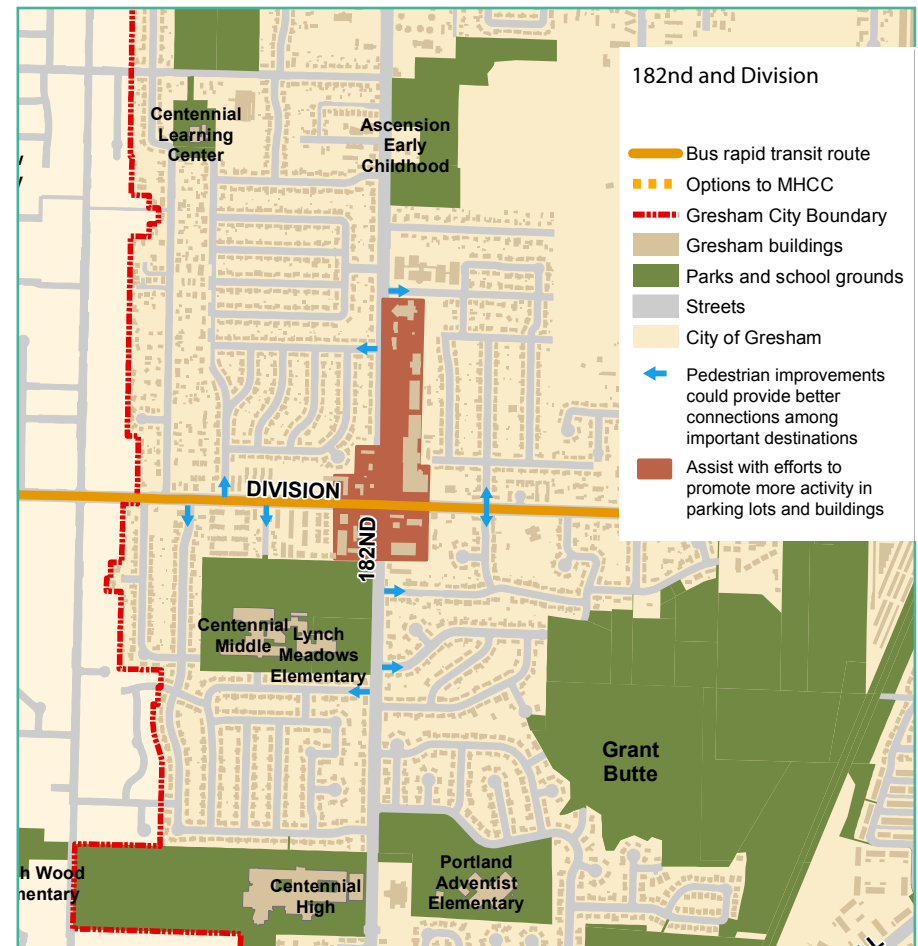 182nd and Division
Bus rapid transit route
Options to MHCC
Gresham City Boundary
Gresham buildings
Parks and school grounds
Streets
City of Gresham
Pedestrian improvements
could provide better
connections among
important destinations
Assist with efforts to
promote more activity in
parking lots and buildings
Centennial
Learning
Center
Ascension
Early
Childhood
DIVISION
182ND
Centennial
Middle
Lynch
Meadows
Elementary
Grant
Butte
Portland
Adventist
Elementary
Centennial
High
h Wood
mentary